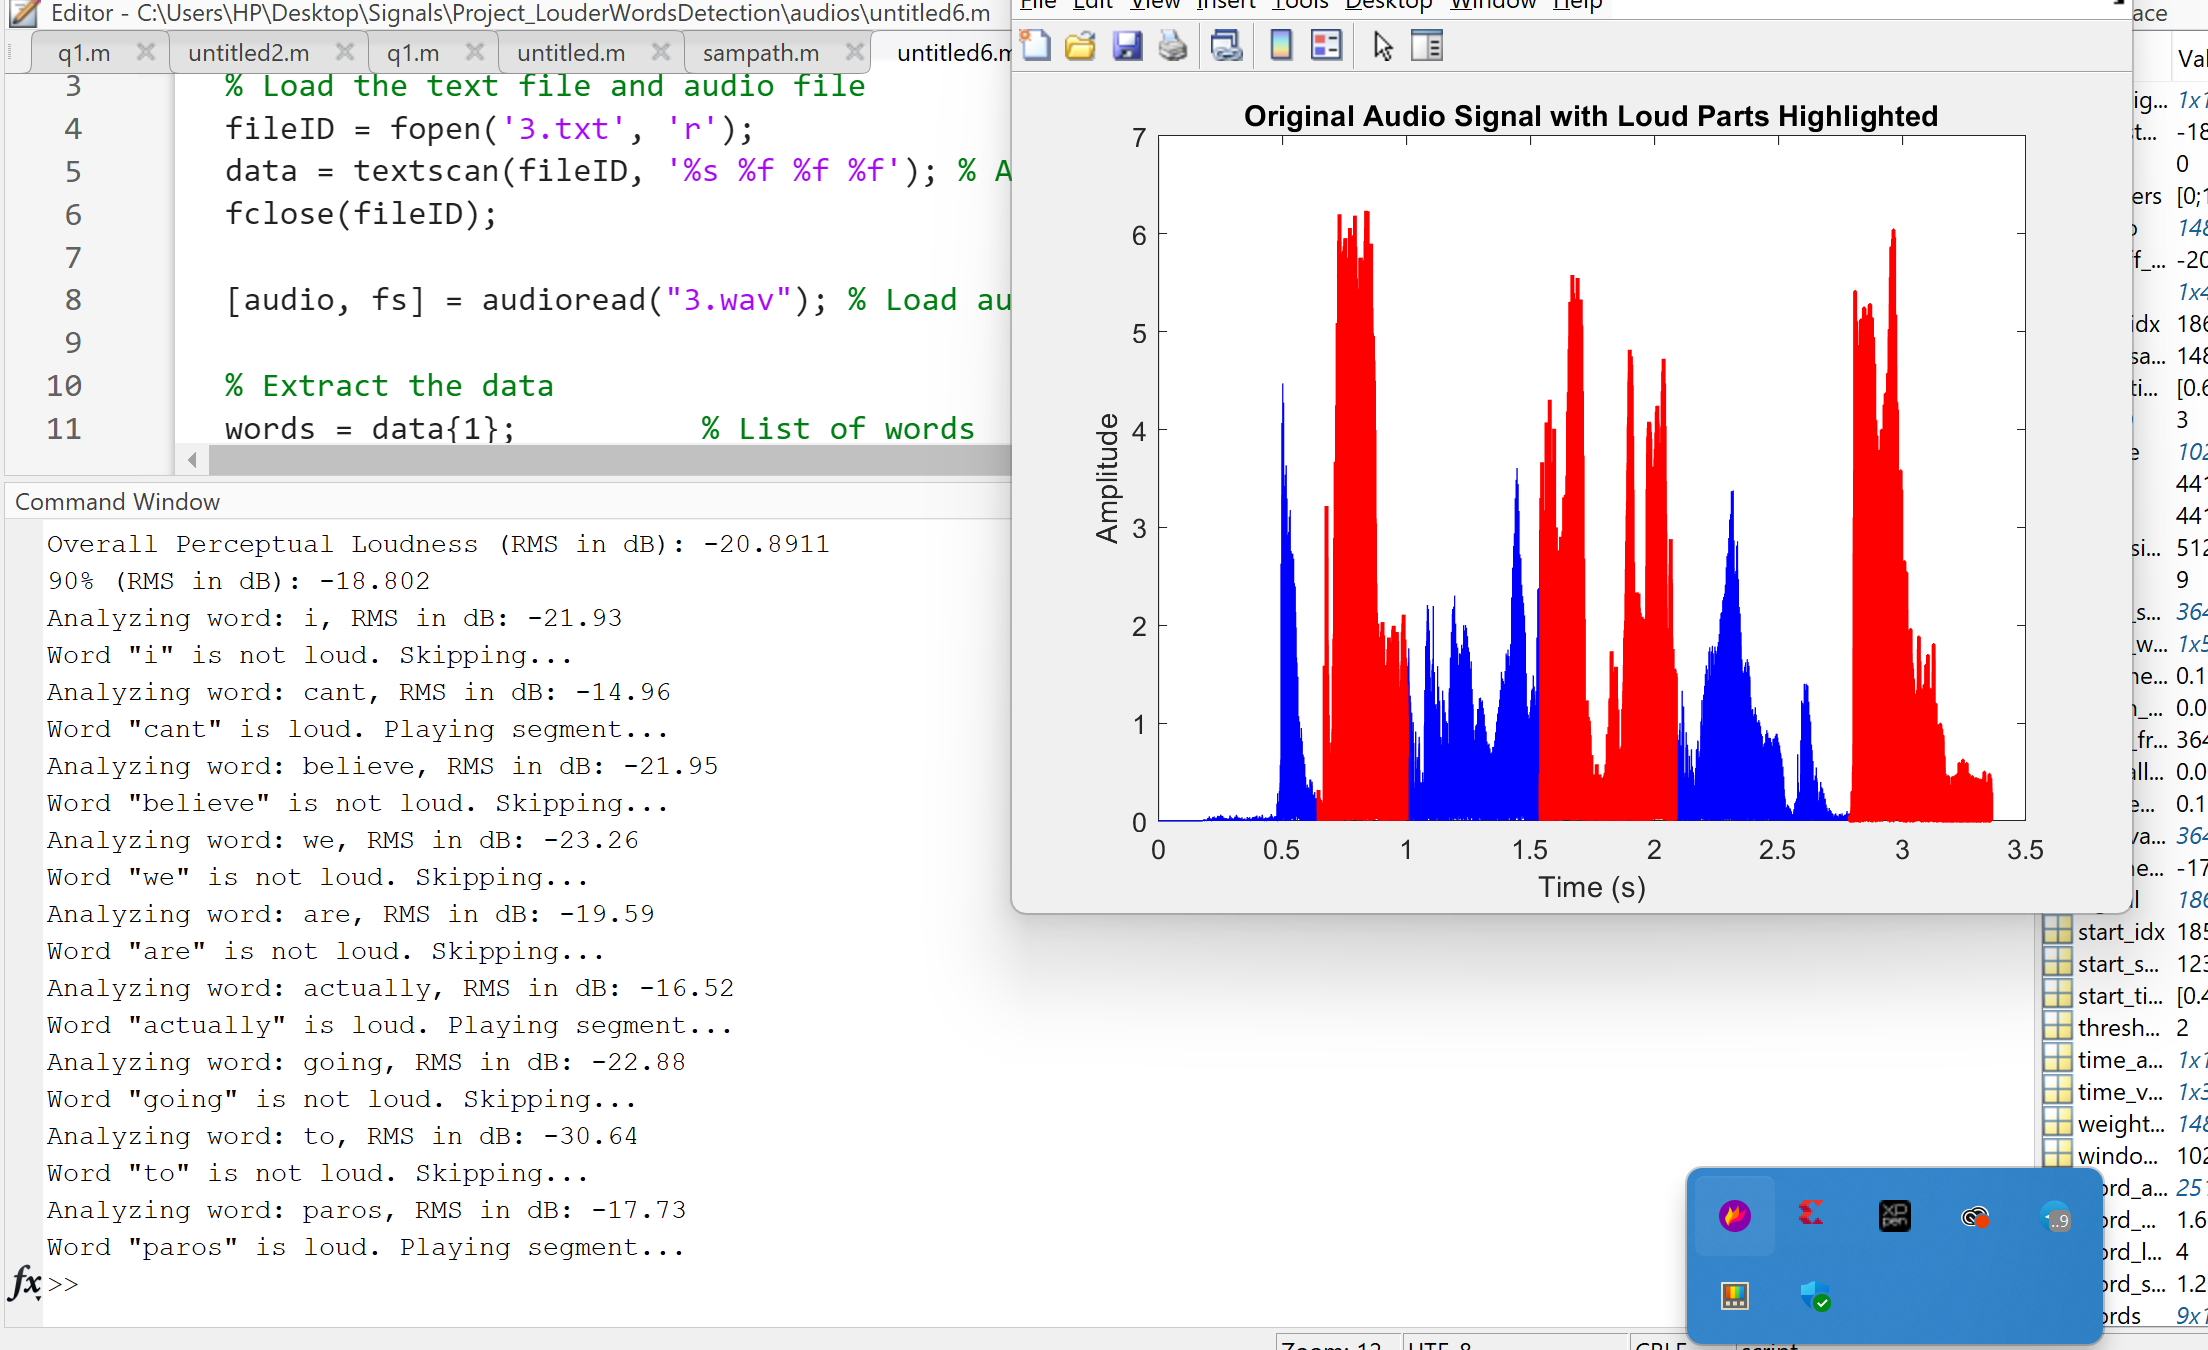 Editor - C:\Users\HP\Desktop\Signals\Project_LouderWordsDetection\audios\untitled6.m
q1.m
untitled2.m
q1.m
untitled.m
sampath.m
untitled6.m
3 % Load the text file and audio file
4 fileID = fopen('3.txt', 'r');
5 data = textscan(fileID, '%s %f %f %f'); % A
6 fclose(fileID);
7
8 [audio, fs] = audioread("3.wav"); % Load au
9
10 % Extract the data
11 words = data{1}; % List of words
Command Window
Overall Perceptual Loudness (RMS in dB): -20.8911
90% (RMS in dB): -18.802
Analyzing word: i, RMS in dB: -21.93
Word "i" is not loud. Skipping...
Analyzing word: cant, RMS in dB: -14.96
Word "cant" is loud. Playing segment...
Analyzing word: believe, RMS in dB: -21.95
Word "believe" is not loud. Skipping...
Analyzing word: we, RMS in dB: -23.26
Word "we" is not loud. Skipping...
Analyzing word: are, RMS in dB: -19.59
Word "are" is not loud. Skipping...
Analyzing word: actually, RMS in dB: -16.52
Word "actually" is loud. Playing segment...
Analyzing word: going, RMS in dB: -22.88
Word "going" is not loud. Skipping...
Analyzing word: to, RMS in dB: -30.64
Word "to" is not loud. Skipping...
Analyzing word: paros, RMS in dB: -17.73
Word "paros" is loud. Playing segment...
fx >>
File Edit View Insert Tools Desktop Window Help
Original Audio Signal with Loud Parts Highlighted
Amplitude
7
6
5
4
3
2
1
0
0 0.5 1 1.5 2 2.5 3 3.5
Time (s)
ace
Val
ig... 1x1
t... -18
0
ers [0;1
148
f_... -20
1x4
idx 186
sa... 148
ti... [0.6
3
e 102
441
441
si... 512
9
_s... 364
_w... 1x5
ne... 0.1
n_... 0.0
_fr... 364
all... 0.0
e... 0.1
va... 364
ne... -17
186
start_idx 185
start_s... 123
start_ti... [0.4
thresh... 2
time_a... 1x1
time_v... 1x3
weight... 148
windo... 102
ord_a... 251
ord_... 1.6
ord_l... 4
ord_s... 1.2
ords 9x1
XP
pen
..9
Zoom: 12
UTF-8
CRLF
script